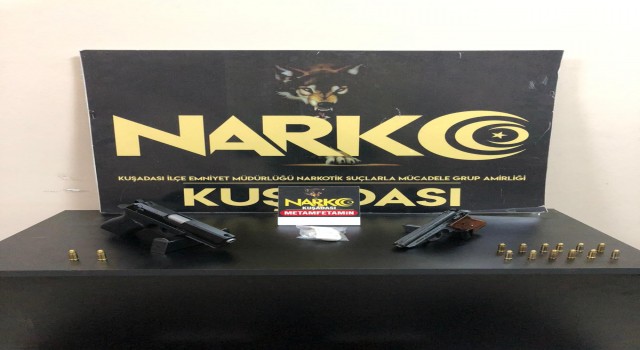 NARKO
KUŞADASI İLÇE EMNİYET MÜDÜRLÜĞÜ NARKOTİK SUÇLARLA MÜCADELE GRUP AMİRLİĞİ
KUŞADASI
NARKO
KUŞADASI
METAMFETAMİN